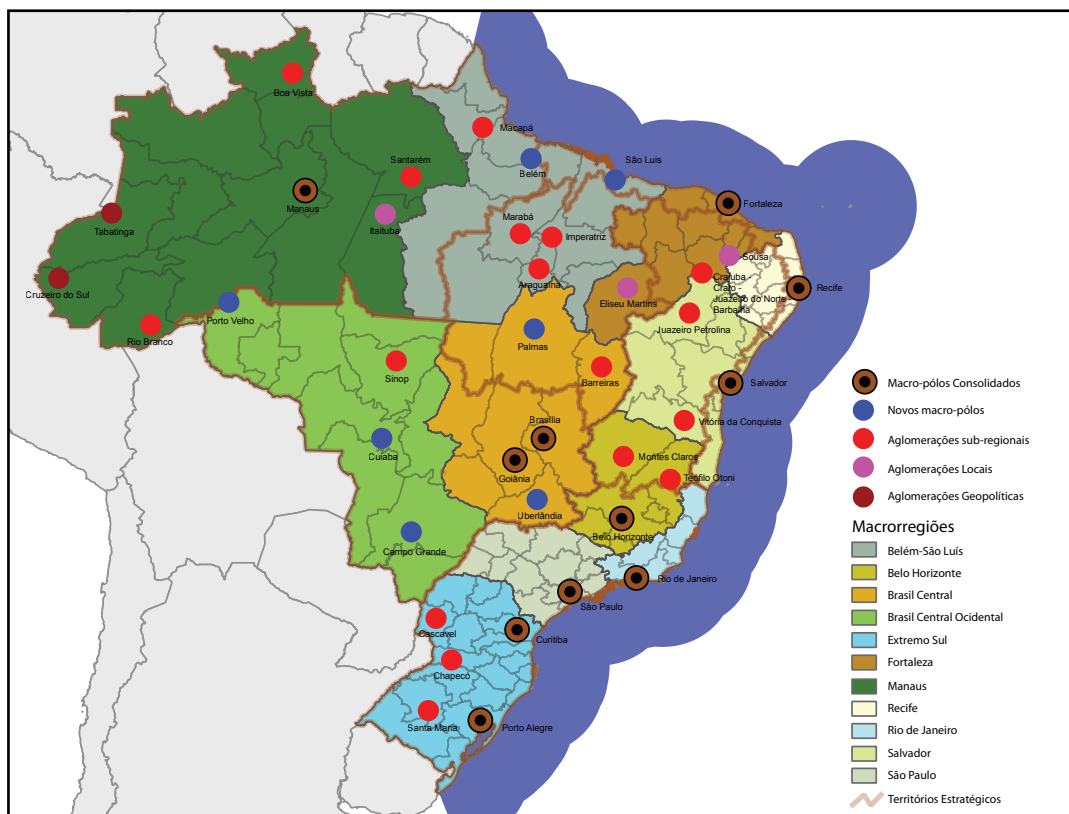 Boa Vista
Macapá
Santarém
Belém
São Luis
Manaus
Itaituba
Tabatinga
Cruzeiro do Sul
Rio Branco
Porto Velho
Marabá
Imperatriz
Araguaina
Fortaleza
Sousa
Crajuba -
Crato -
Juazeiro do Norte -
Barbalha
Recife
Eliseu Martins
Juazeiro Petrolina
Palmas
Barreiras
Sinop
Salvador
Vitória da Conquista
Brasília
Cuiaba
Goiânia
Montes Claros
Teófilo Otoni
Uberlândia
Belo Horizonte
Campo Grande
Rio de Janeiro
São Paulo
Cascavel
Curitiba
Chapecó
Santa Maria
Porto Alegre
Macro-pólos Consolidados
Novos macro-pólos
Aglomerações sub-regionais
Aglomerações Locais
Aglomerações Geopolíticas
Macrorregiões
Belém-São Luís
Belo Horizonte
Brasil Central
Brasil Central Ocidental
Extremo Sul
Fortaleza
Manaus
Recife
Rio de Janeiro
Salvador
São Paulo
Territórios Estratégicos